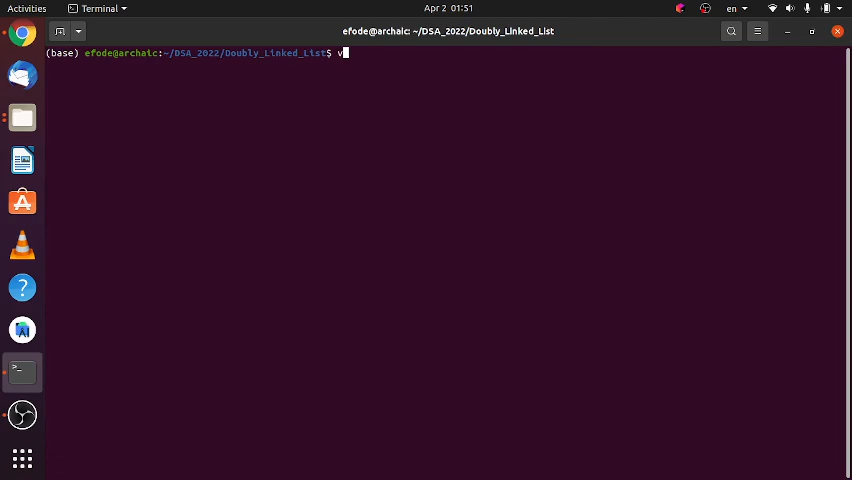 Activities Terminal Apr 2 01:51 en
efode@archaic: ~/DSA_2022/Doubly_Linked_List
(base) efode@archaic:~/DSA_2022/Doubly_Linked_List$ v